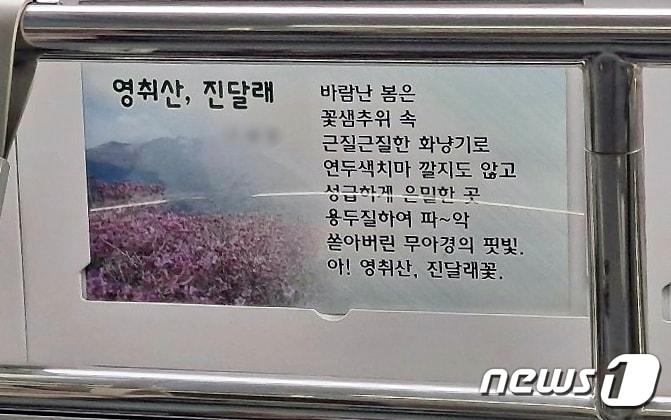 영취산, 진달래
바람난 봄은
꽃샘추위 속
근질근질한 화냥기로
연두색치마 깔지도 않고
성급하게 은밀한 곳
용두질하여 파~악
쏟아버린 무아경의 핏빛.
아! 영취산, 진달래꽃.
news1